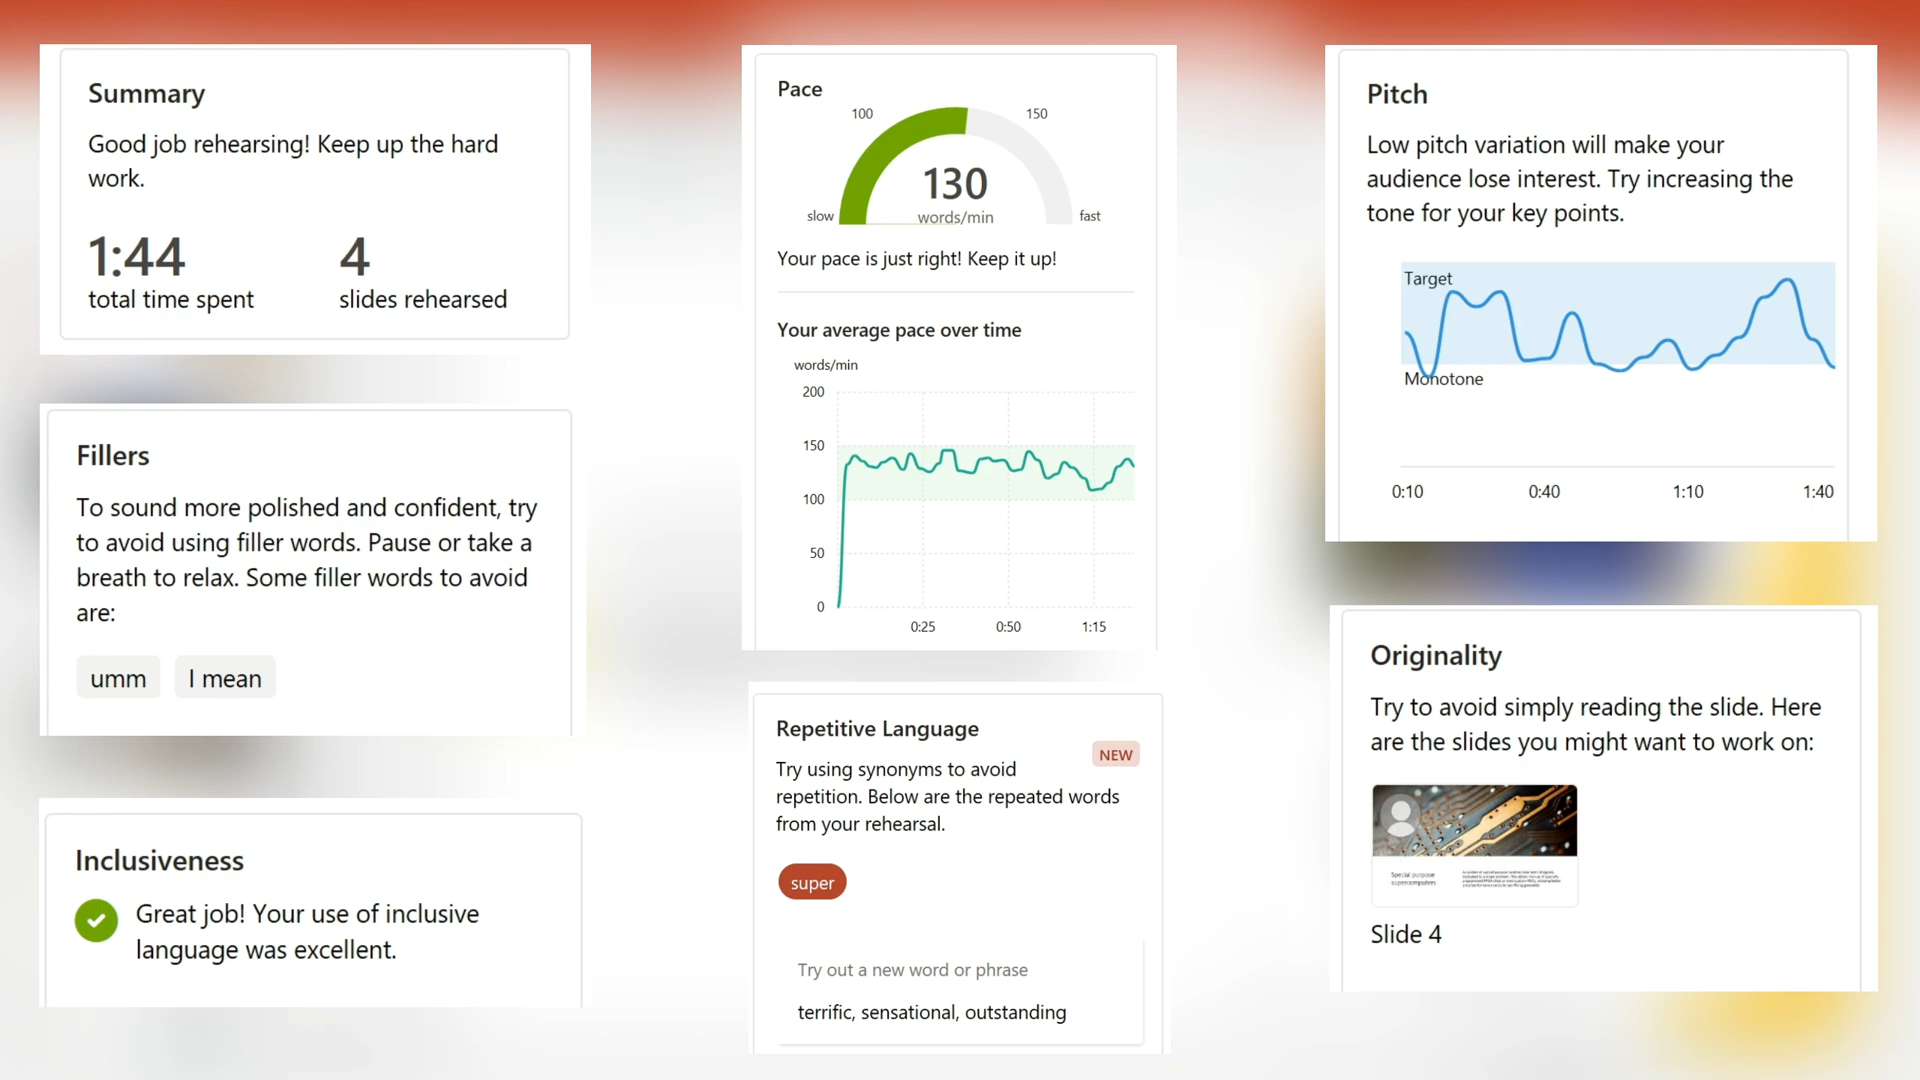 Summary
Good job rehearsing! Keep up the hard
work.
1:44
4
total time spent
slides rehearsed
Fillers
To sound more polished and confident, try
to avoid using filler words. Pause or take a
breath to relax. Some filler words to avoid
are:
umm
I mean
Inclusiveness
Great job! Your use of inclusive
language was excellent.
Pace
100
150
130
slow
words/min
fast
Your pace is just right! Keep it up!
Your average pace over time
words/min
200
150
100
50
0
0:25
0:50
1:15
Repetitive Language
NEW
Try using synonyms to avoid
repetition. Below are the repeated words
from your rehearsal.
super
Try out a new word or phrase
terrific, sensational, outstanding
Pitch
Low pitch variation will make your
audience lose interest. Try increasing the
tone for your key points.
Target
Monotone
0:10
0:40
1:10
1:40
Originality
Try to avoid simply reading the slide. Here
are the slides you might want to work on:
Special purpose
supercomputers
Slide 4